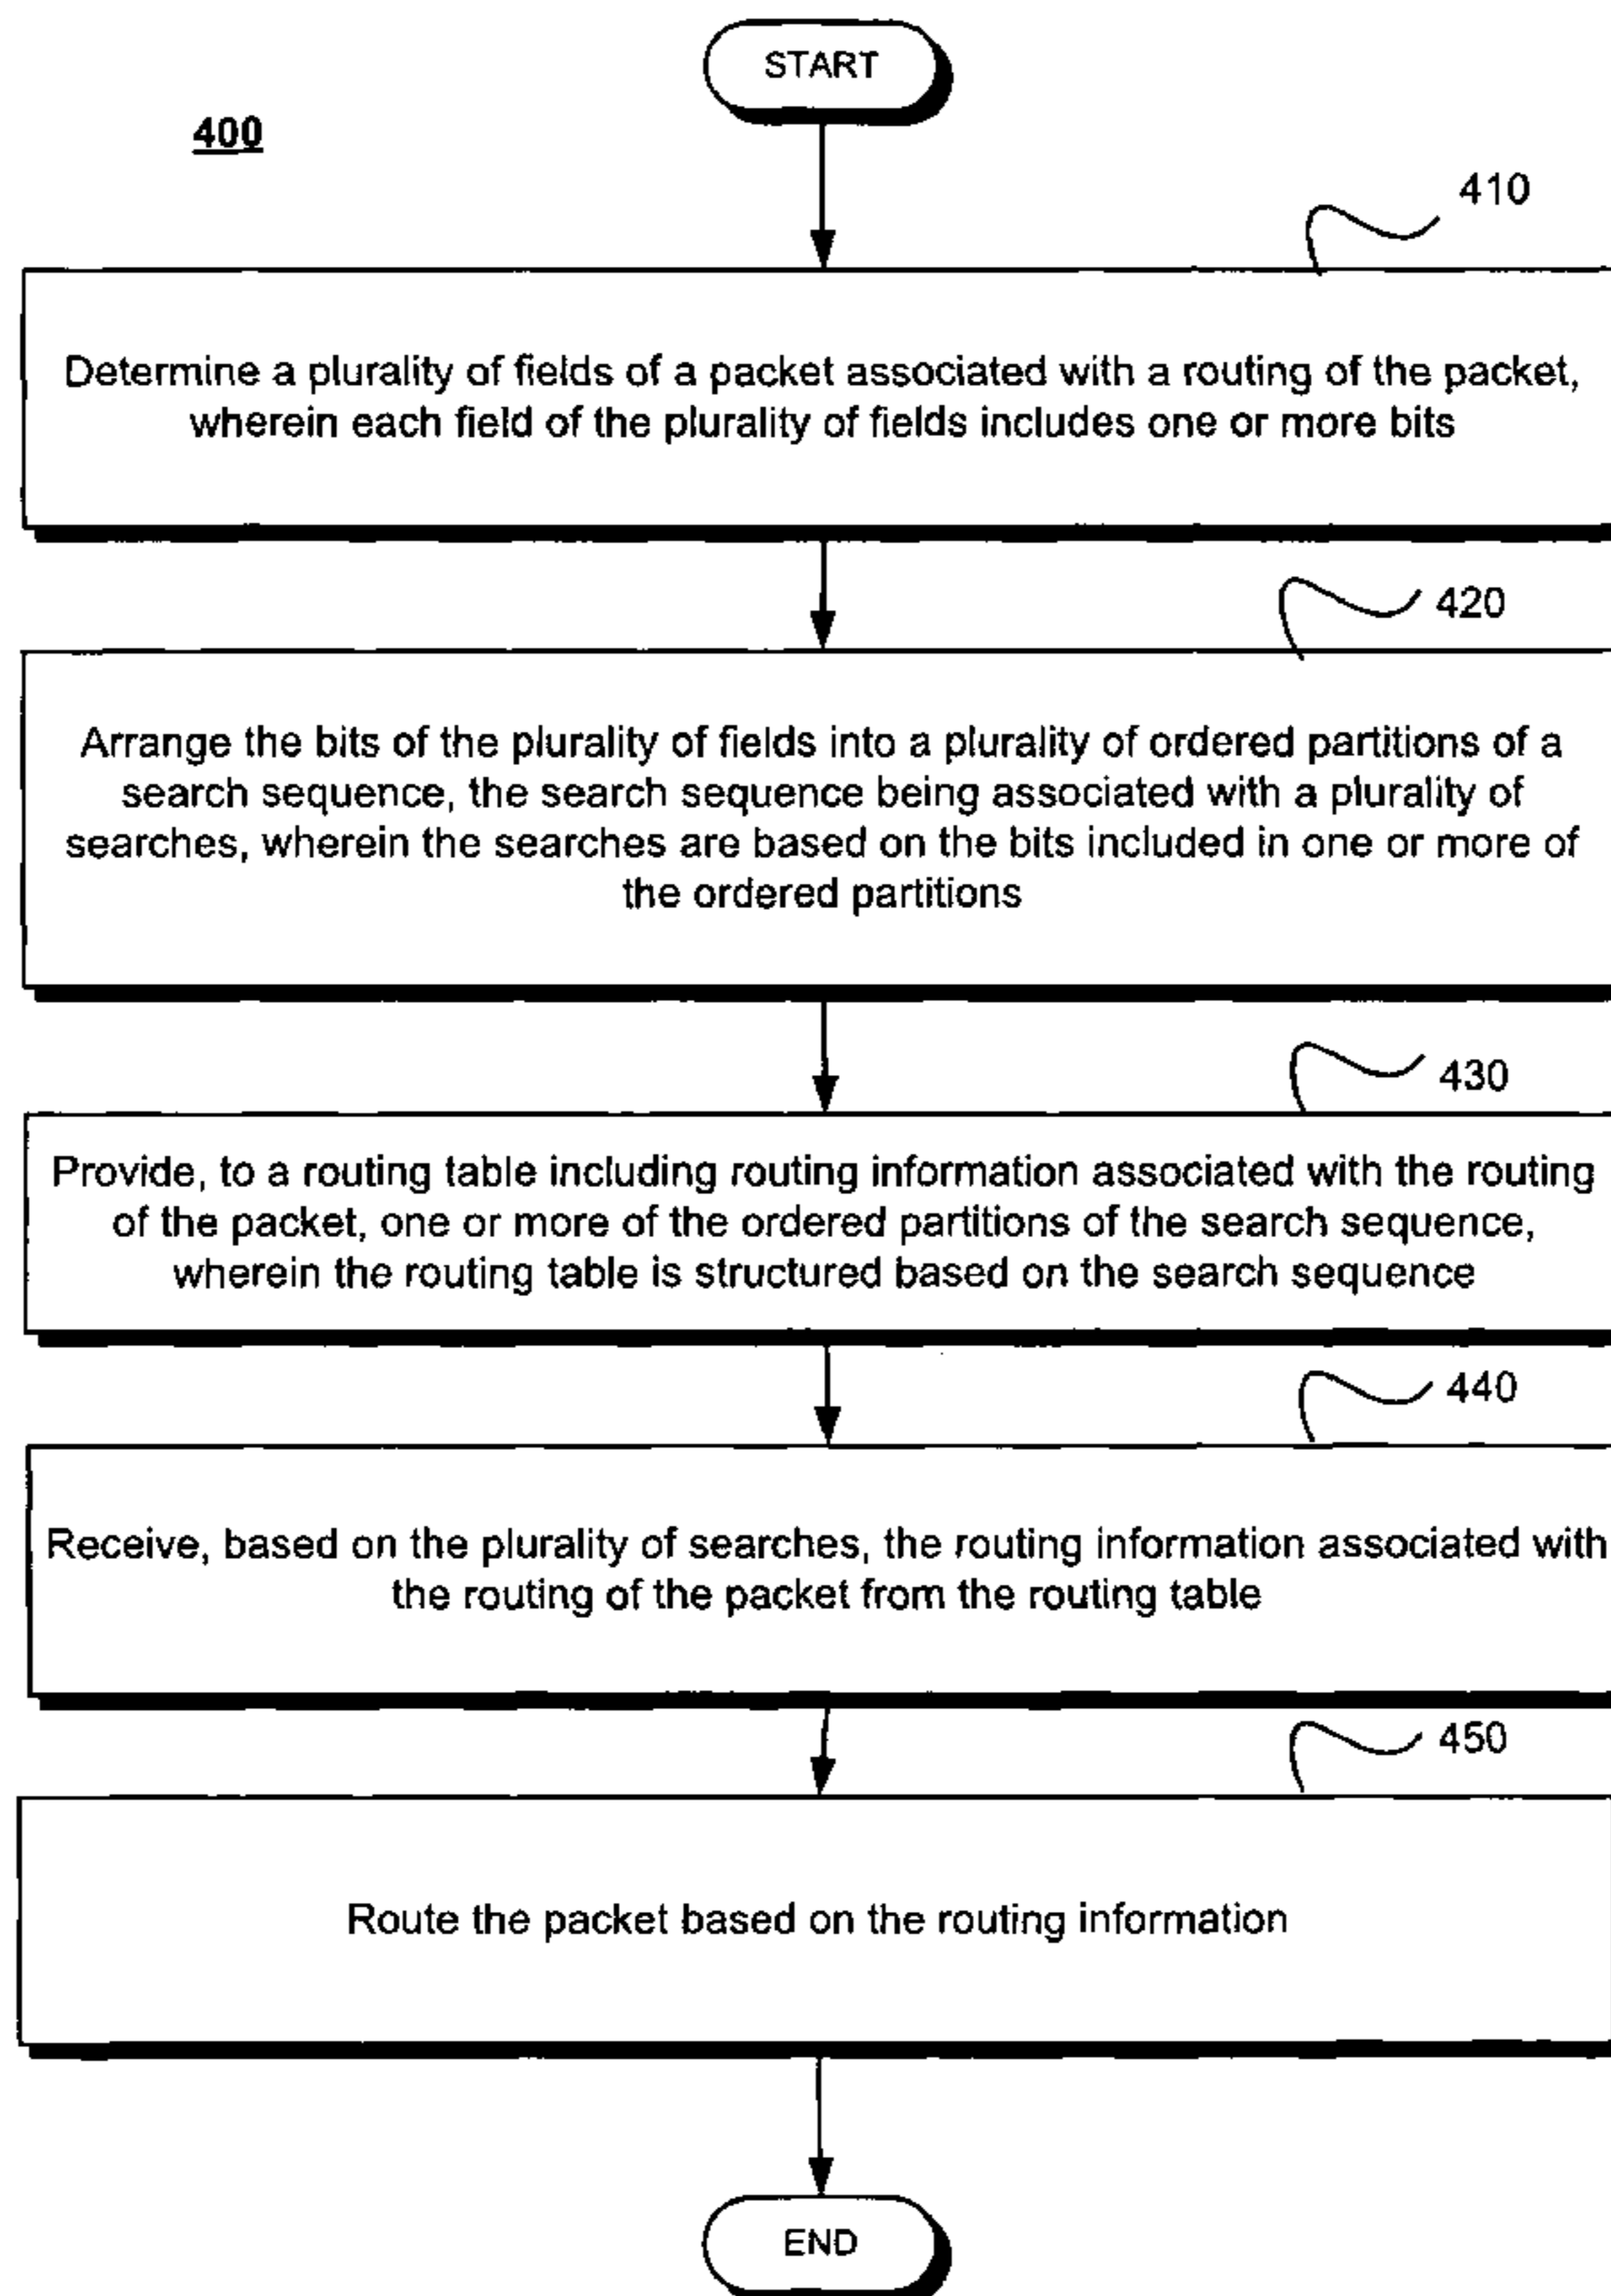 START
400
410
Determine a plurality of fields of a packet associated with a routing of the packet,
wherein each field of the plurality of fields includes one or more bits
420
Arrange the bits of the plurality of fields into a plurality of ordered partitions of a
search sequence, the search sequence being associated with a plurality of
searches, wherein the searches are based on the bits included in one or more of
the ordered partitions
430
Provide, to a routing table including routing information associated with the routing
of the packet, one or more of the ordered partitions of the search sequence,
wherein the routing table is structured based on the search sequence
440
Receive, based on the plurality of searches, the routing information associated with
the routing of the packet from the routing table
450
Route the packet based on the routing information
END